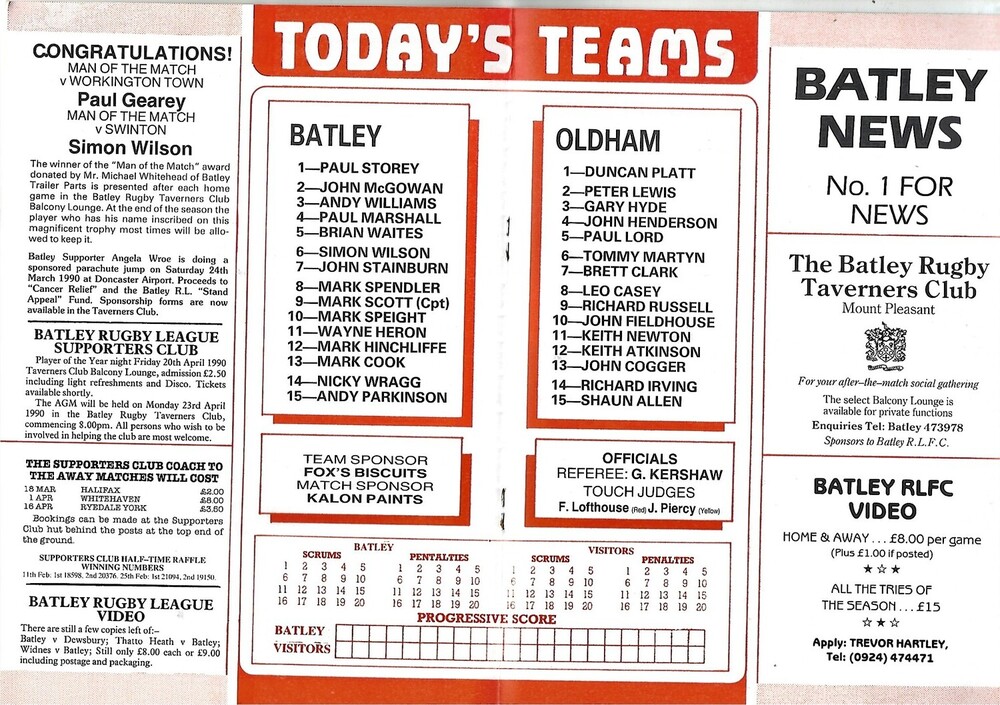 CONGRATULATIONS!
MAN OF THE MATCH
v WORKINGTON TOWN
Paul Gearey
MAN OF THE MATCH
v SWINTON
Simon Wilson
The winner of the "Man of the Match" award
donated by Mr. Michael Whitehead of Batley
Trailer Parts is presented after each home
game in the Batley Rugby Taverners Club
Balcony Lounge. At the end of the season the
player who has his name inscribed on this
magnificent trophy most times will be allo-
wed to keep it.
Batley Supporter Angela Wroe is doing a
sponsored parachute jump on Saturday 24th
March 1990 at Doncaster Airport. Proceeds to
"Cancer Relief" and the Batley R.L. "Stand
Appeal" Fund. Sponsorship forms are now
available in the Taverners Club.
BATLEY RUGBY LEAGUE
SUPPORTERS CLUB
Player of the Year night Friday 20th April 1990
Taverners Club Balcony Lounge, admission £2.50
including light refreshments and Disco. Tickets
available shortly.
The AGM will be held on Monday 23rd April
1990 in the Batley Rugby Taverners Club,
commencing 8.00pm. All persons who wish to be
involved in helping the club are most welcome.
THE SUPPORTERS CLUB COACH TO
THE AWAY MATCHES WILL COST
18 MAR HALIFAX £2.00
1 APR WHITEHAVEN £8.00
16 APR RYEDALE YORK £3.50
Bookings can be made at the Supporters
Club hut behind the posts at the top end of
the ground.
SUPPORTERS CLUB HALF-TIME RAFFLE
WINNING NUMBERS
11th Feb: 1st 18598, 2nd 20376. 25th Feb: 1st 21094, 2nd 19150.
BATLEY RUGBY LEAGUE
VIDEO
There are still a few copies left of:-
Batley v Dewsbury; Thatto Heath v Batley;
Widnes v Batley; Still only £8.00 each or £9.00
including postage and packaging.
TODAY'S TEAMS
BATLEY
1—PAUL STOREY
2—JOHN McGOWAN
3—ANDY WILLIAMS
4—PAUL MARSHALL
5—BRIAN WAITES
6—SIMON WILSON
7—JOHN STAINBURN
8—MARK SPENDLER
9—MARK SCOTT (Cpt)
10—MARK SPEIGHT
11—WAYNE HERON
12—MARK HINCHLIFFE
13—MARK COOK
14—NICKY WRAGG
15—ANDY PARKINSON
OLDHAM
1—DUNCAN PLATT
2—PETER LEWIS
3—GARY HYDE
4—JOHN HENDERSON
5—PAUL LORD
6—TOMMY MARTYN
7—BRETT CLARK
8—LEO CASEY
9—RICHARD RUSSELL
10—JOHN FIELDHOUSE
11—KEITH NEWTON
12—KEITH ATKINSON
13—JOHN COGGER
14—RICHARD IRVING
15—SHAUN ALLEN
TEAM SPONSOR
FOX'S BISCUITS
MATCH SPONSOR
KALON PAINTS
OFFICIALS
REFEREE: G. KERSHAW
TOUCH JUDGES
F. Lofthouse (Red) J. Piercy (Yellow)
BATLEY VISITORS
SCRUMS PENTALTIES SCRUMS PENALTIES
1 2 3 4 5 1 2 3 4 5 1 2 3 4 5 1 2 3 4 5
6 7 8 9 10 6 7 8 9 10 6 7 8 9 10 6 7 8 9 10
11 12 13 14 15 11 12 13 14 15 11 12 13 14 15 11 12 13 14 15
16 17 18 19 20 16 17 18 19 20 16 17 18 19 20 16 17 18 19 20
PROGRESSIVE SCORE
BATLEY
VISITORS
BATLEY
NEWS
No. 1 FOR
NEWS
The Batley Rugby
Taverners Club
Mount Pleasant
For your after-the-match social gathering
The select Balcony Lounge is
available for private functions
Enquiries Tel: Batley 473978
Sponsors to Batley R.L.F.C.
BATLEY RLFC
VIDEO
HOME & AWAY . . . £8.00 per game
(Plus £1.00 if posted)
ALL THE TRIES OF
THE SEASON . . . £15
Apply: TREVOR HARTLEY,
Tel: (0924) 474471